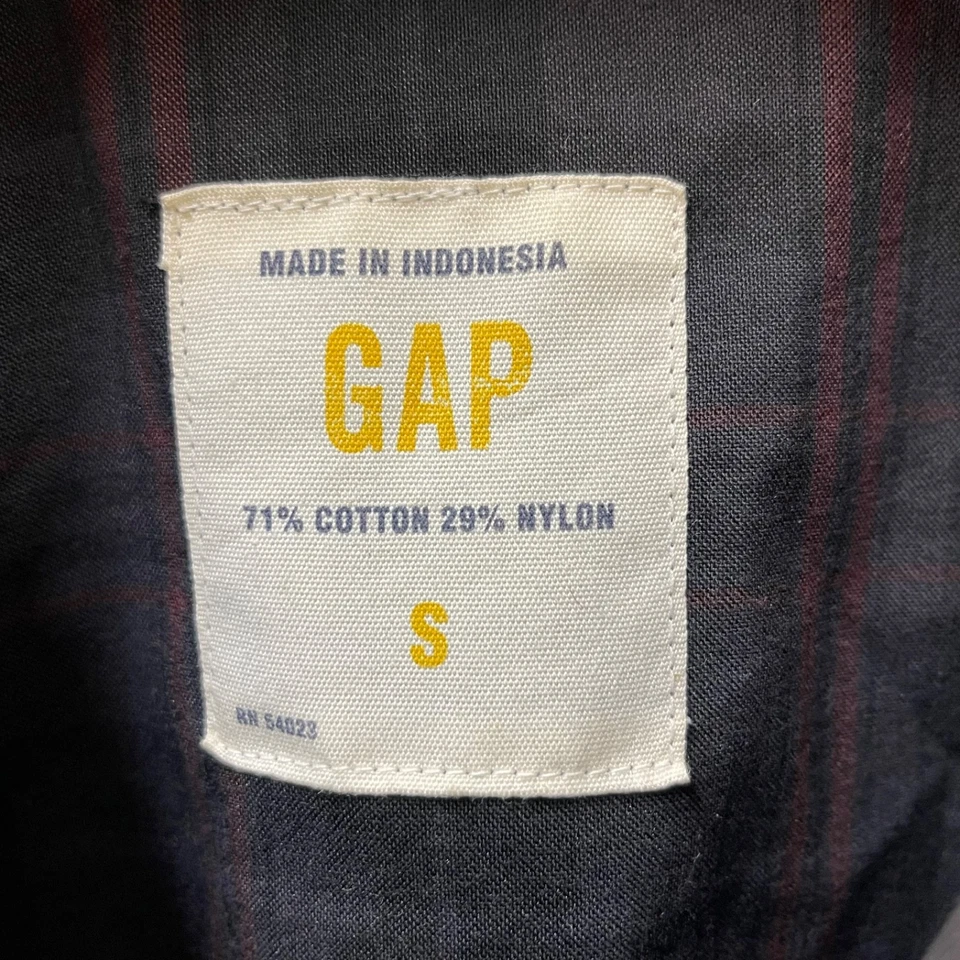 MADE IN INDONESIA
GAP
71% COTTON 29% NYLON
S
RN 54023